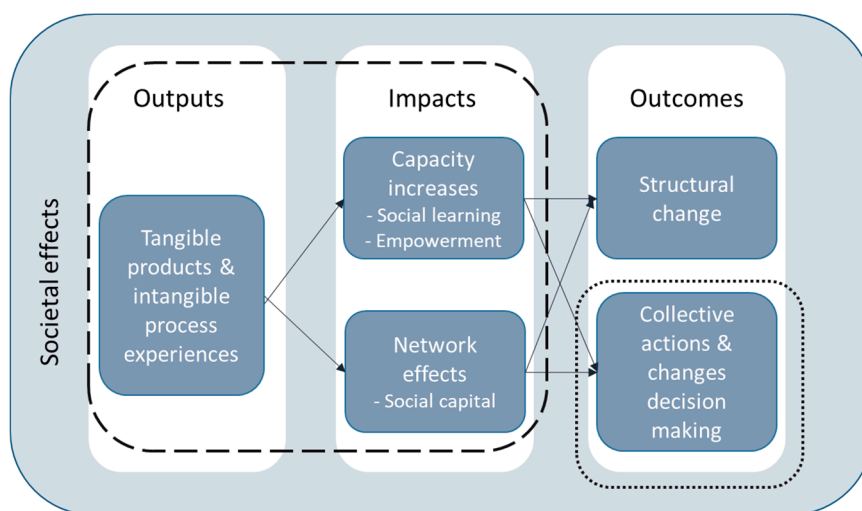 Societal effects
Outputs
Tangible
products &
intangible
process
experiences
Impacts
Capacity
increases
- Social learning
- Empowerment
Network
effects
- Social capital
Outcomes
Structural
change
Collective
actions &
changes
decision
making